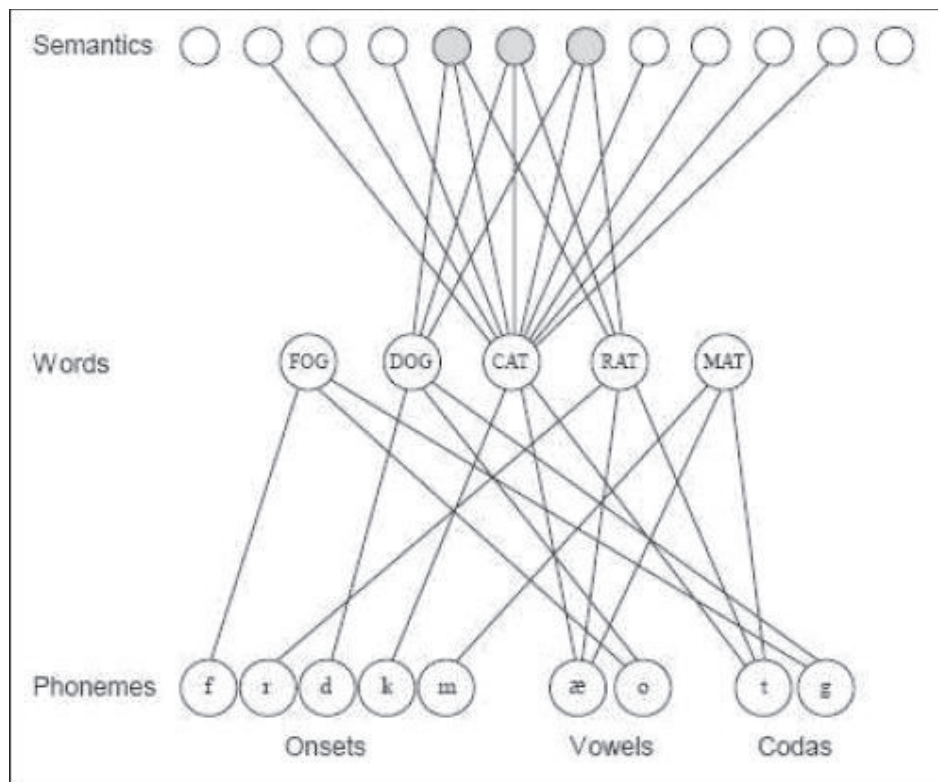 Semantics
Words FOG DOG CAT RAT MAT
Phonemes f r d k m æ o t g
Onsets Vowels Codas